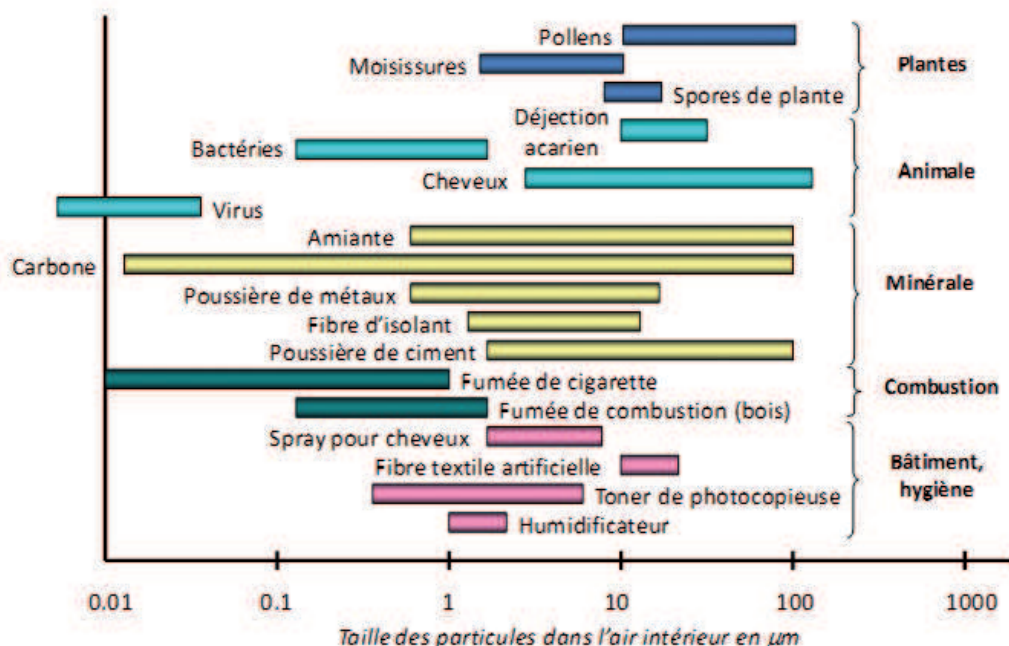 Pollens
Plantes
Moisissures
Spores de plante
Déjection
acarien
Bactéries
Animale
Cheveux
Virus
Amiante
Carbone
Minérale
Poussière de métaux
Fibre d'isolant
Poussière de ciment
Fumée de cigarette
Combustion
Fumée de combustion (bois)
Spray pour cheveux
Bâtiment,
hygiène
Fibre textile artificielle
Toner de photocopieuse
Humidificateur
0.01 0.1 1 10 100 1000
Taille des particules dans l'air intérieur en µm